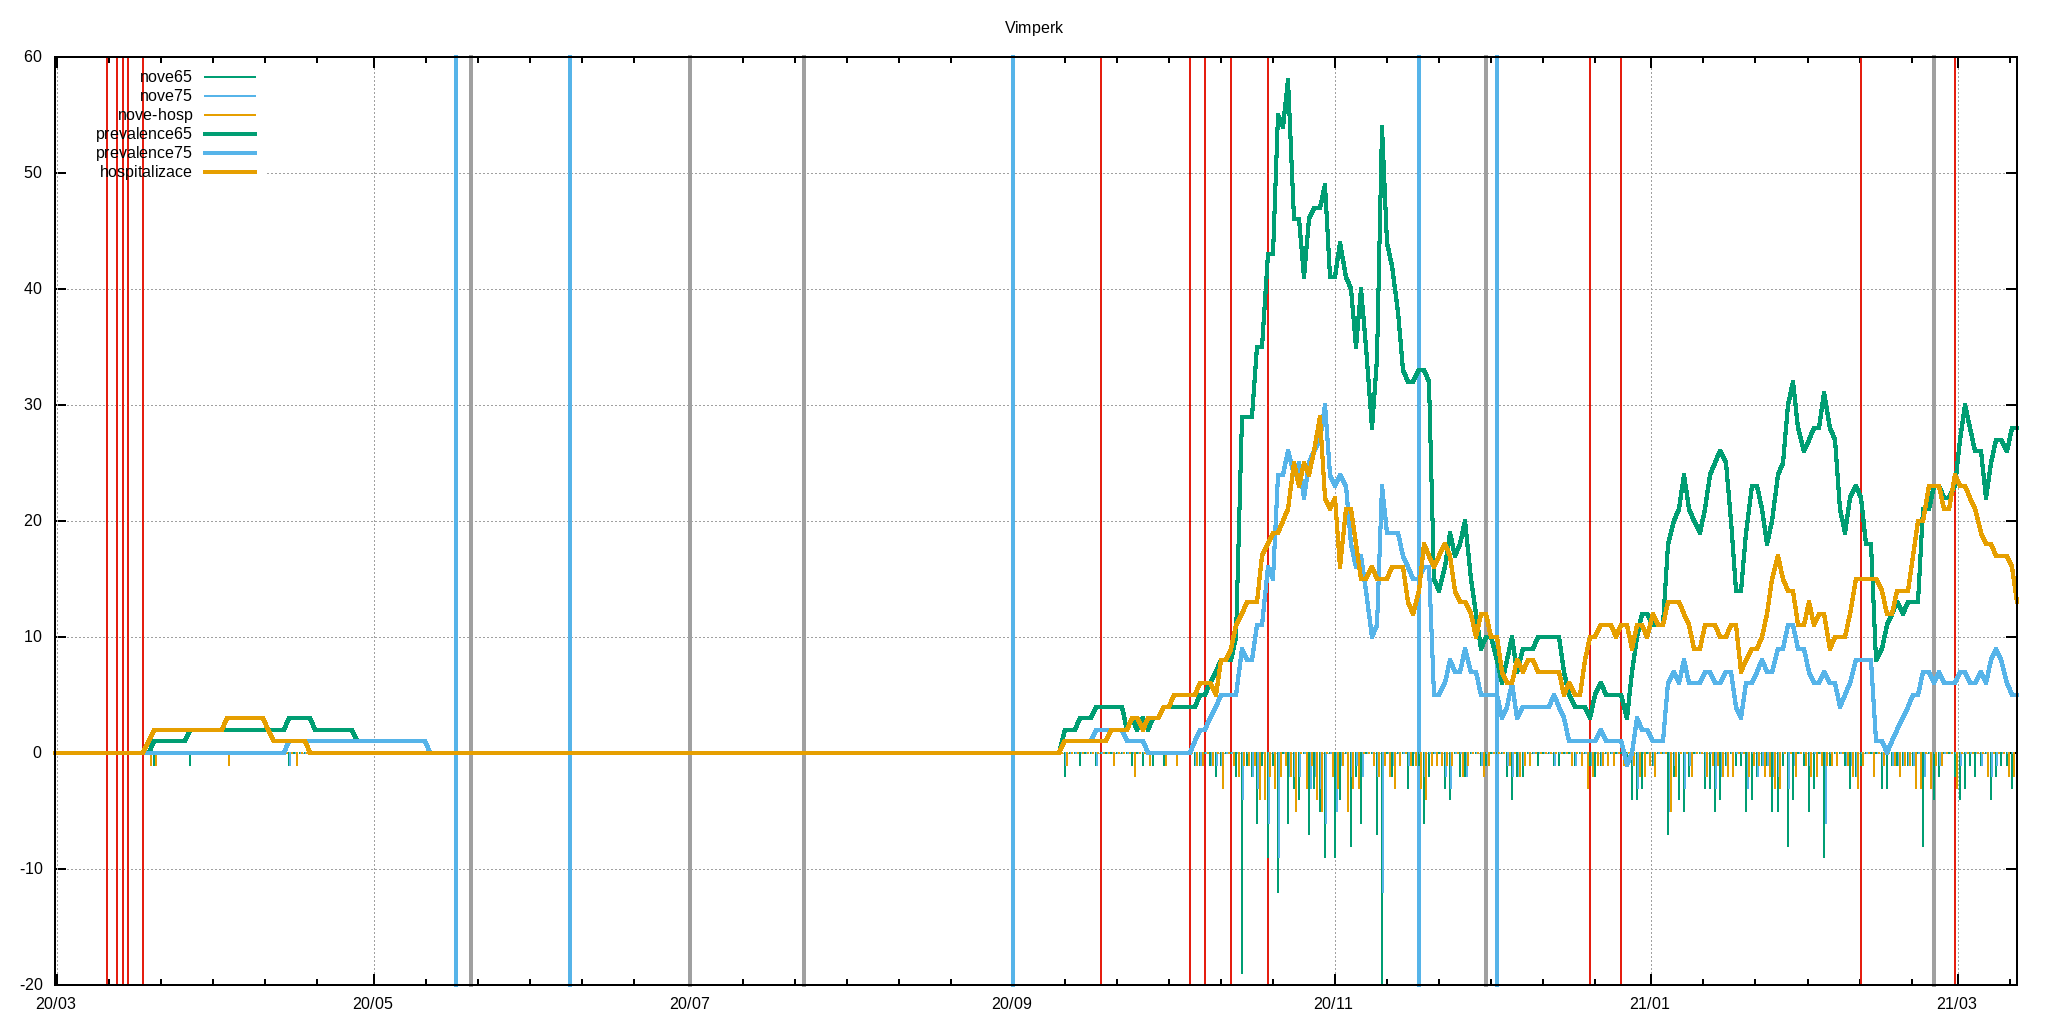 Vimperk
60
50
40
30
20
10
0
-10
-20
nove65
nove75
nove-hosp
prevalence65
prevalence75
hospitalizace
20/03 20/05 20/07 20/09 20/11 21/01 21/03